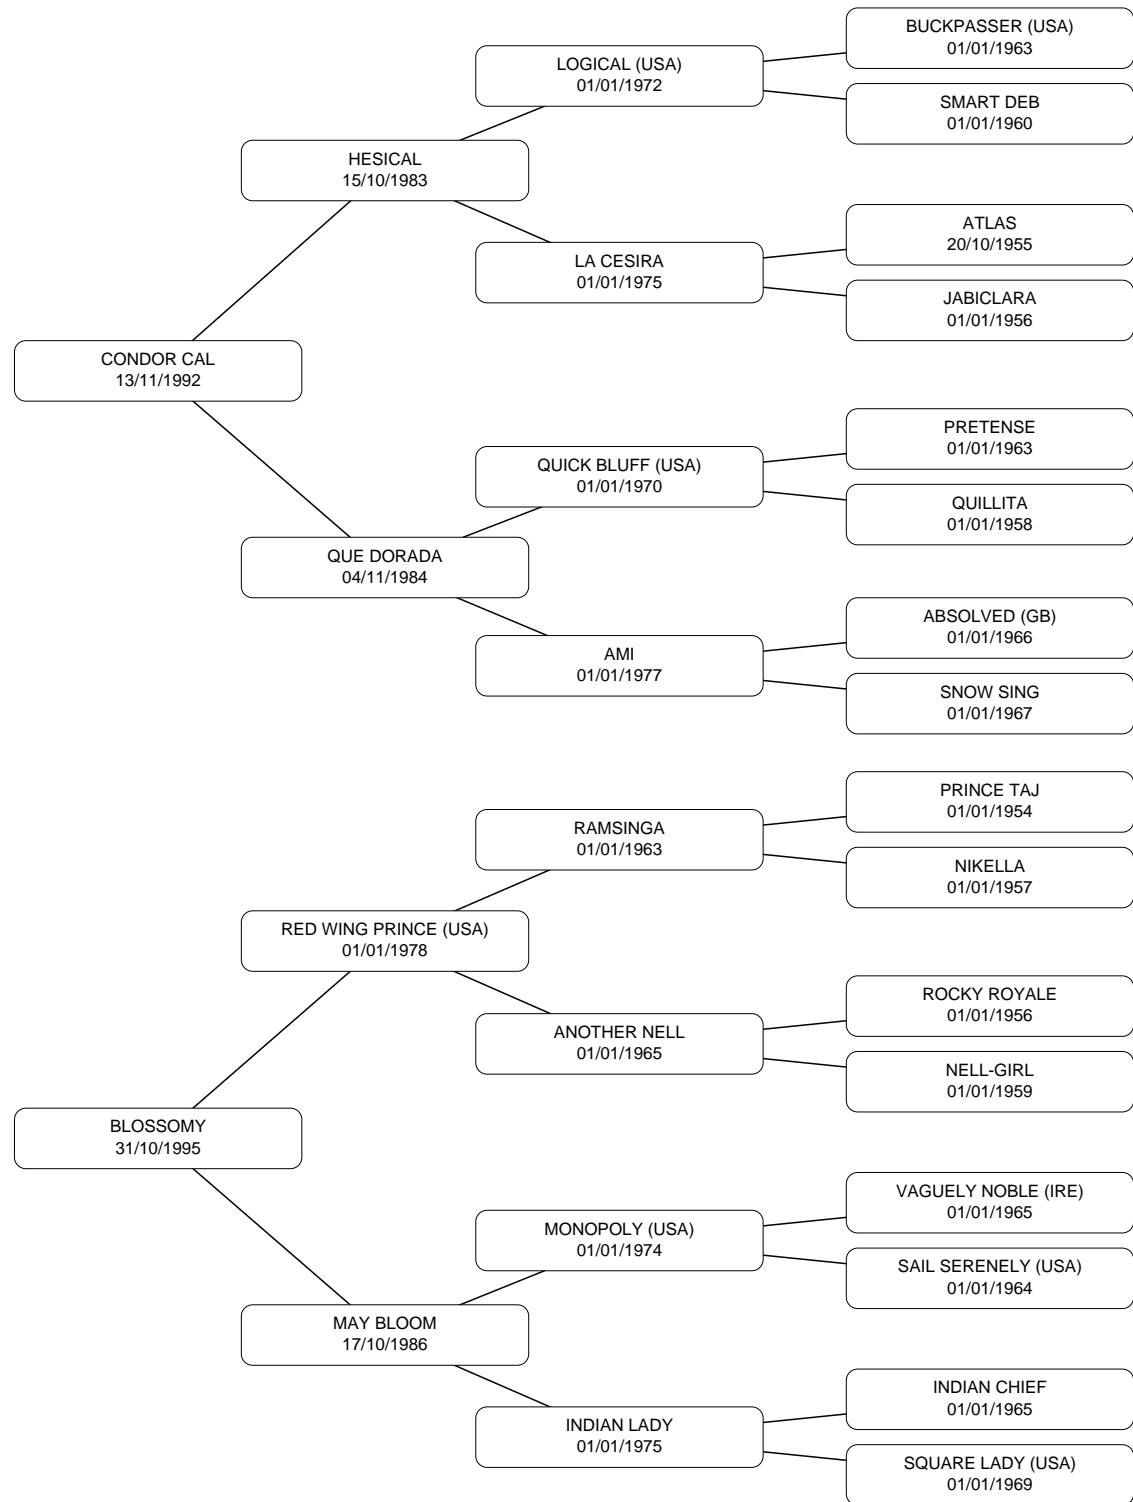 BUCKPASSER (USA)
01/01/1963
LOGICAL (USA)
01/01/1972
SMART DEB
01/01/1960
HESICAL
15/10/1983
ATLAS
20/10/1955
LA CESIRA
01/01/1975
JABICLARA
01/01/1956
CONDOR CAL
13/11/1992
PRETENSE
01/01/1963
QUICK BLUFF (USA)
01/01/1970
QUILLITA
01/01/1958
QUE DORADA
04/11/1984
ABSOLVED (GB)
01/01/1966
AMI
01/01/1977
SNOW SING
01/01/1967
PRINCE TAJ
01/01/1954
RAMSINGA
01/01/1963
NIKELLA
01/01/1957
RED WING PRINCE (USA)
01/01/1978
ROCKY ROYALE
01/01/1956
ANOTHER NELL
01/01/1965
NELL-GIRL
01/01/1959
BLOSSOMY
31/10/1995
VAGUELY NOBLE (IRE)
01/01/1965
MONOPOLY (USA)
01/01/1974
SAIL SERENELY (USA)
01/01/1964
MAY BLOOM
17/10/1986
INDIAN CHIEF
01/01/1965
INDIAN LADY
01/01/1975
SQUARE LADY (USA)
01/01/1969